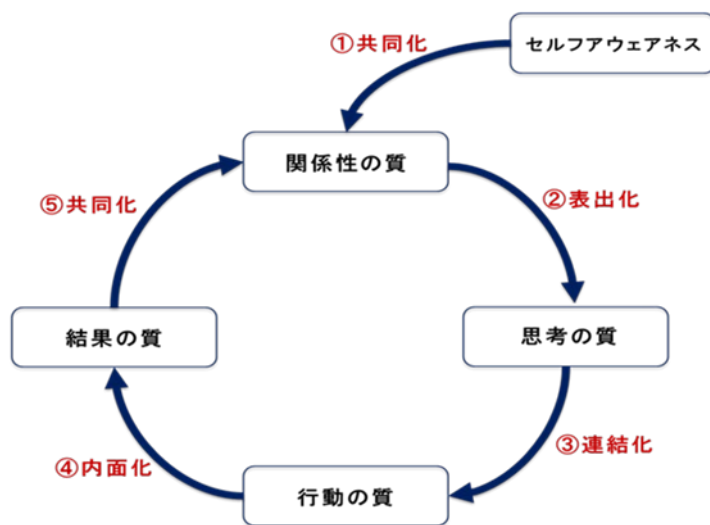 ①共同化
セルフアウェアネス
関係性の質
②表出化
⑤共同化
結果の質
思考の質
③連結化
④内面化
行動の質